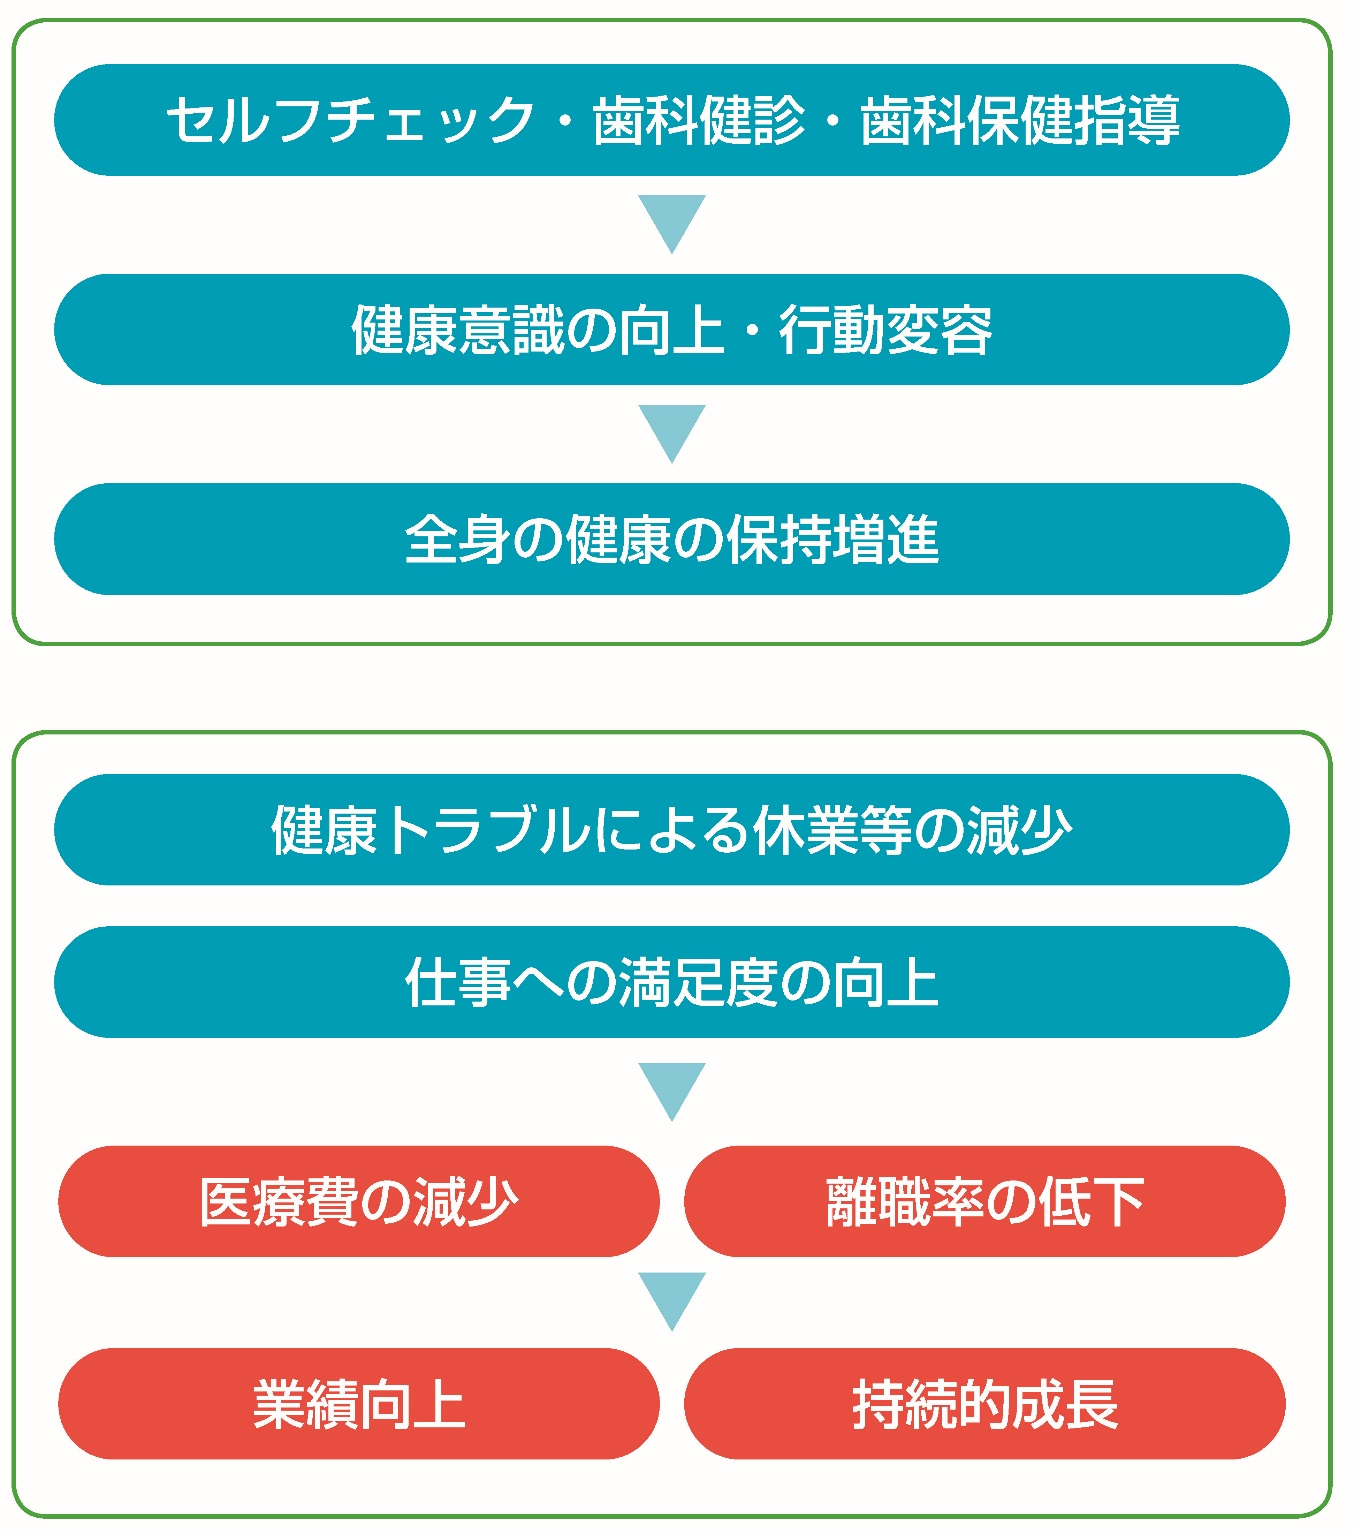 セルフチェック・歯科健診・歯科保健指導
健康意識の向上・行動変容
全身の健康の保持増進
健康トラブルによる休業等の減少
仕事への満足度の向上
医療費の減少
離職率の低下
業績向上
持続的成長